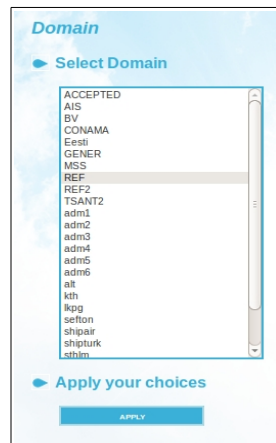 Domain
Select Domain
ACCEPTED
AIS
BV
CONAMA
Eesti
GENER
MSS
REF
REF2
TSANT2
adm1
adm2
adm3
adm4
adm5
adm6
alt
kth
lkpg
sefton
shipair
shipturk
sthlm
Apply your choices
APPLY